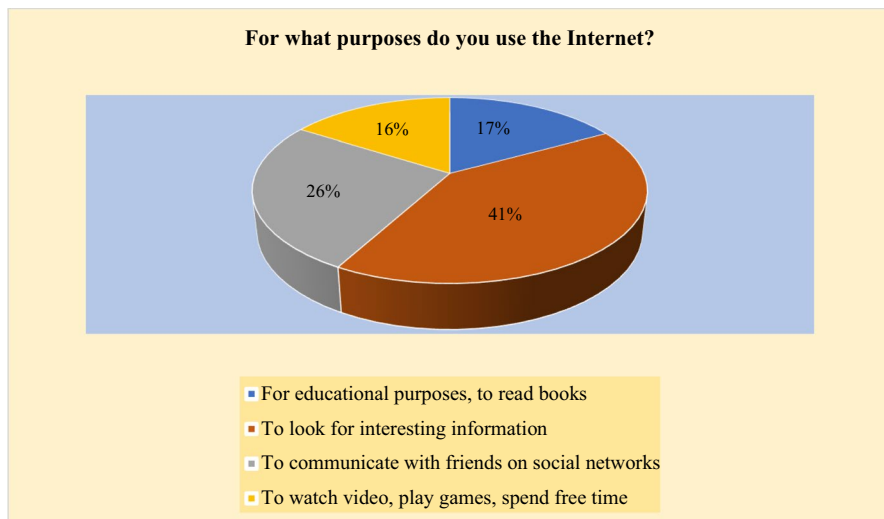 For what purposes do you use the Internet?
16%
17%
26%
41%
For educational purposes, to read books
To look for interesting information
To communicate with friends on social networks
To watch video, play games, spend free time